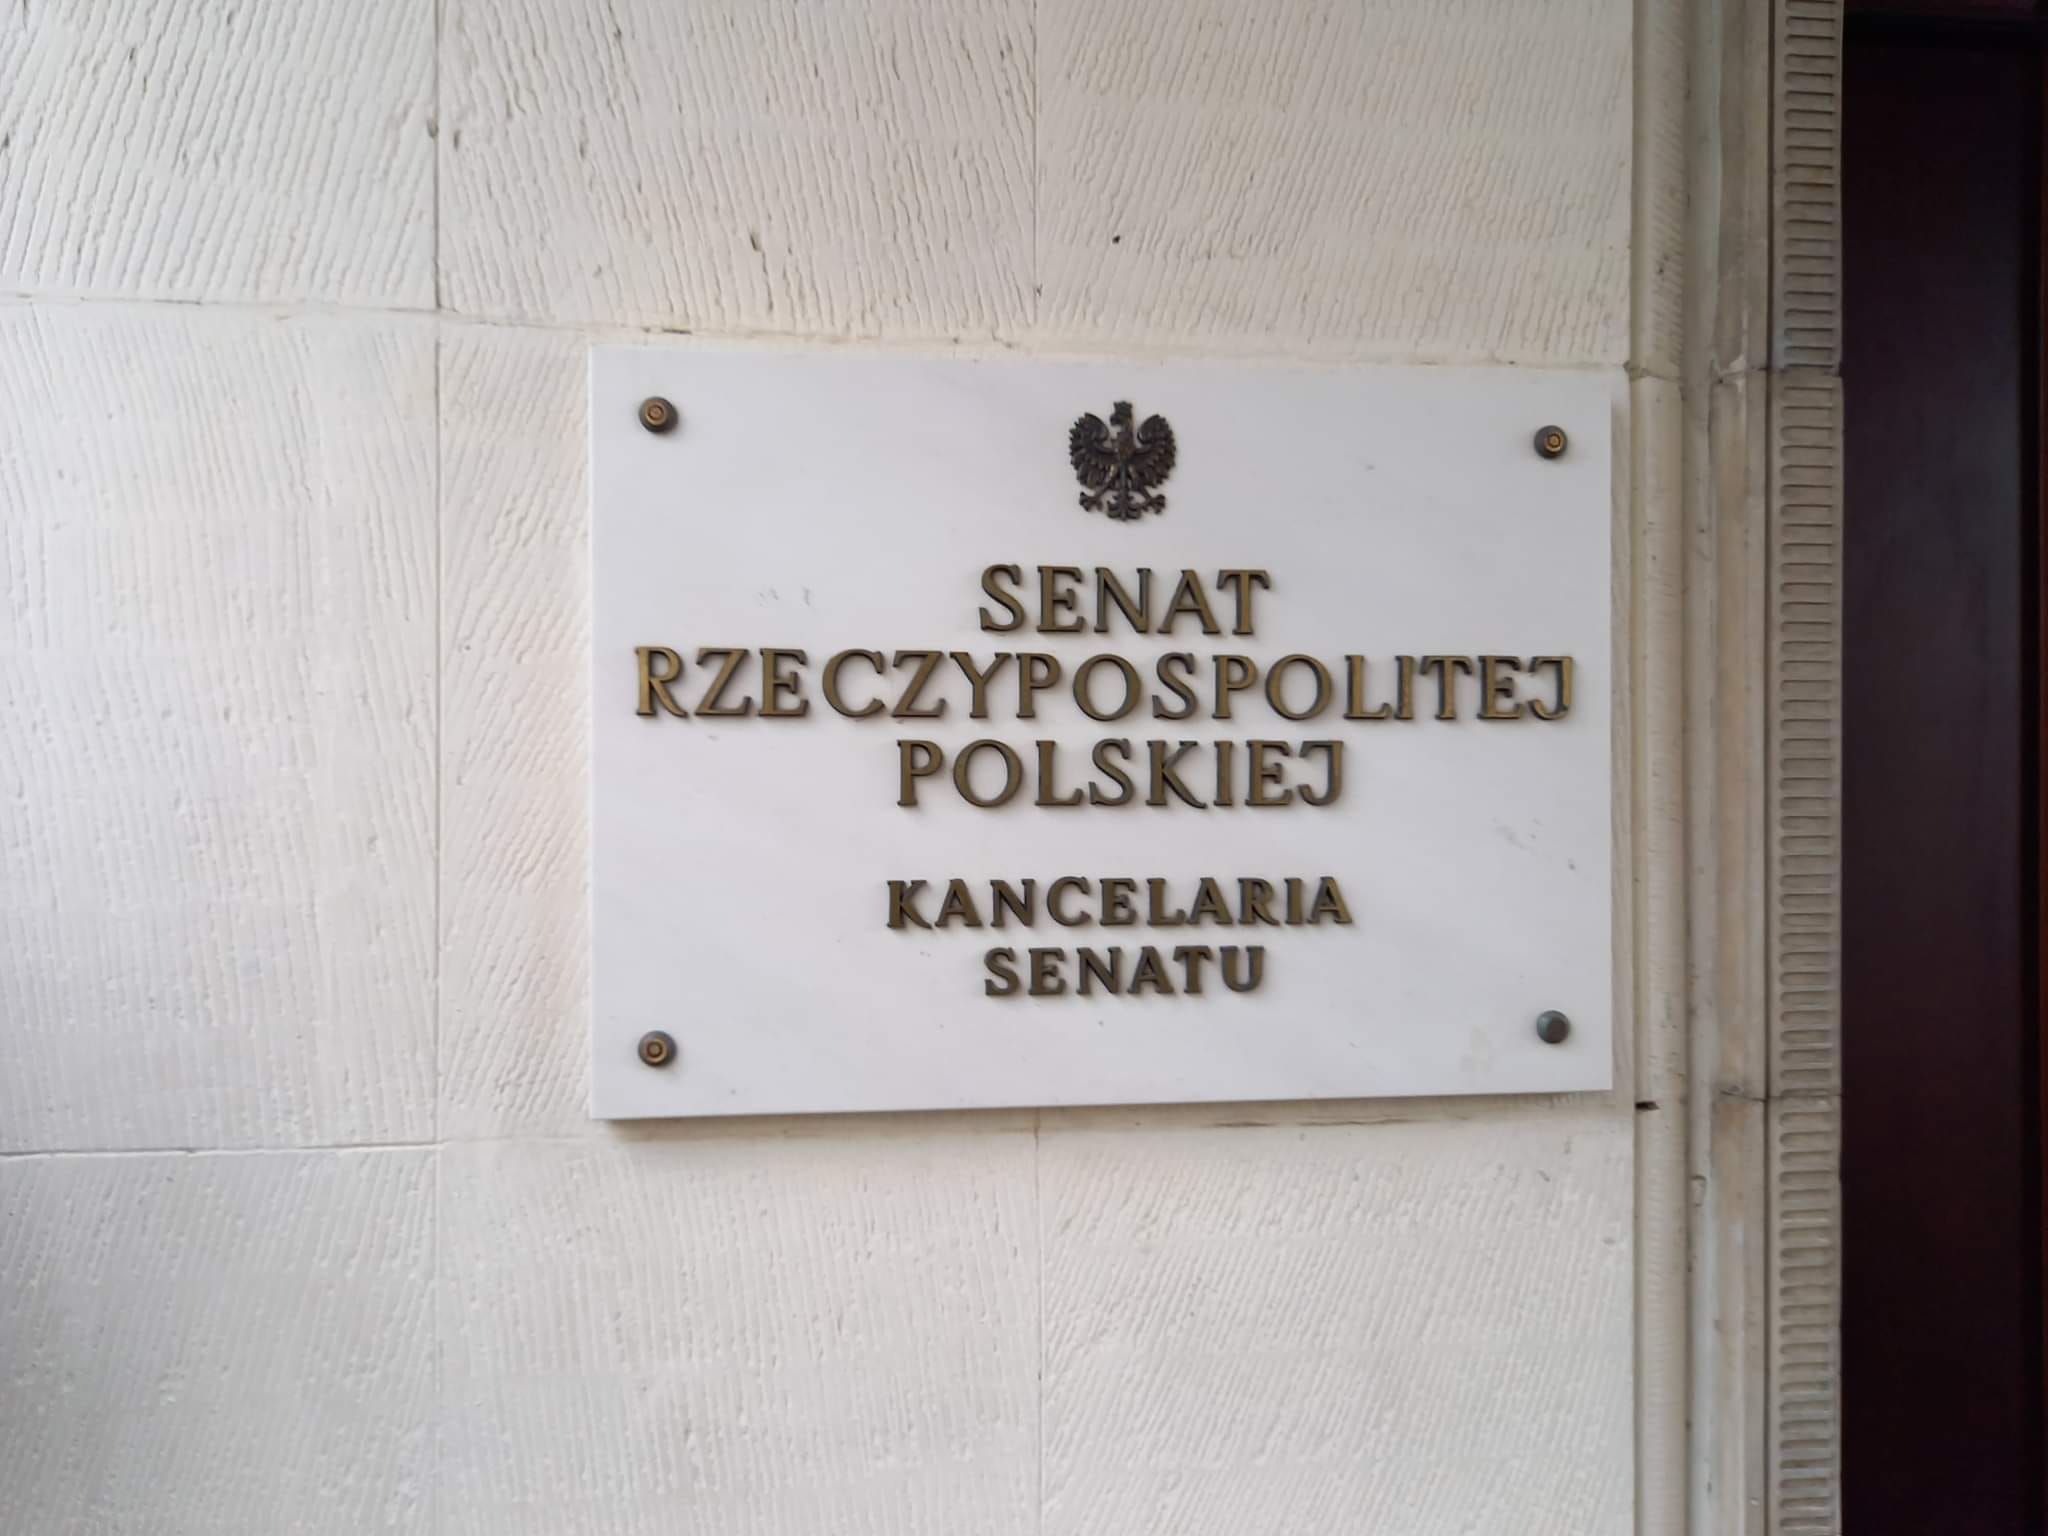 SENAT
RZECZYPOSPOLITEJ
POLSKIEJ
KANCELARIA
SENATU